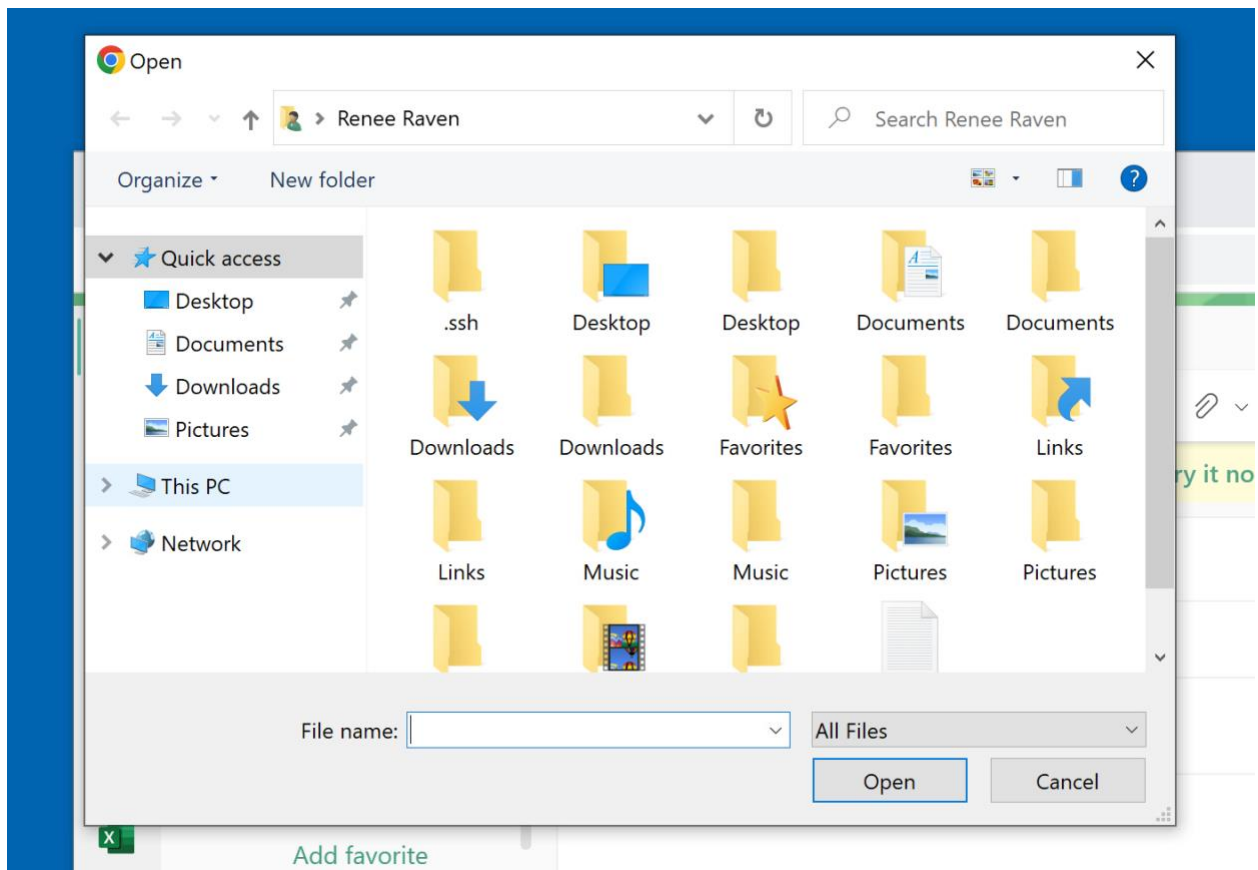 Open
Renee Raven
Search Renee Raven
Organize
New folder
?
Quick access
Desktop
Documents
Downloads
Pictures
This PC
Network
.ssh
Desktop
Desktop
Documents
Documents
Downloads
Downloads
Favorites
Favorites
Links
Links
Music
Music
Pictures
Pictures
ry it no
File name:
All Files
Open
Cancel
X
Add favorite